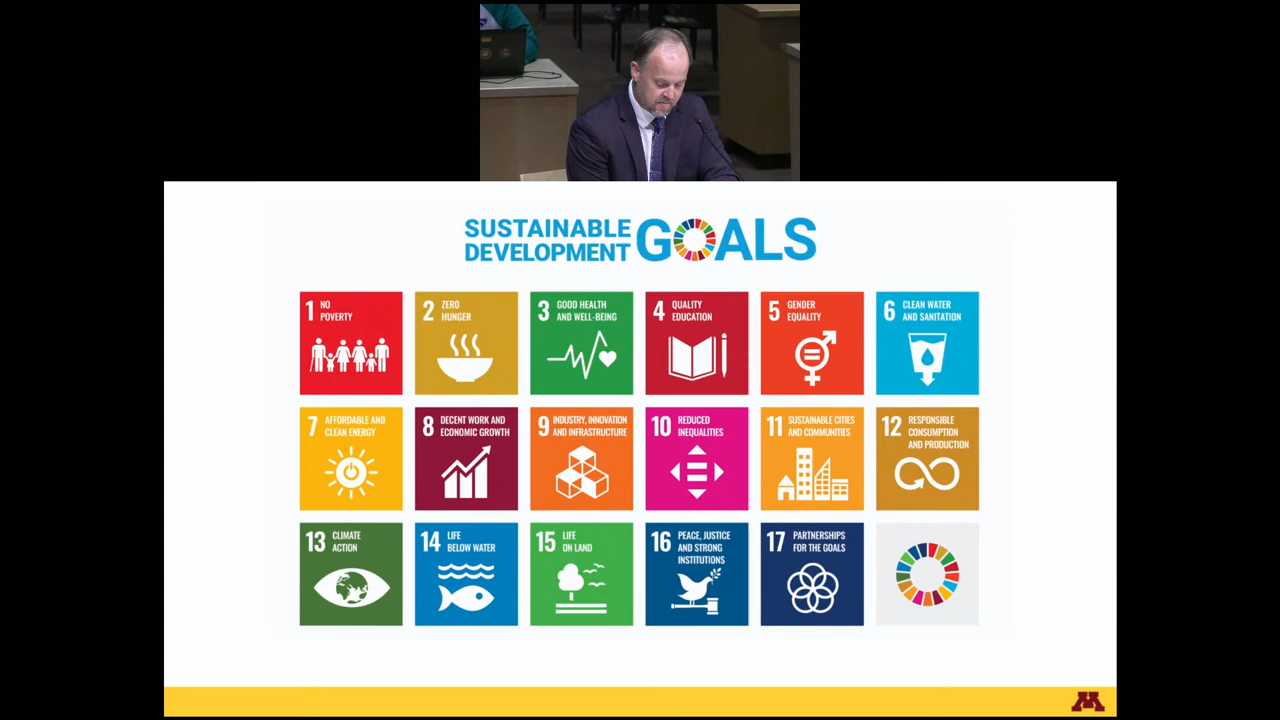 SUSTAINABLE
DEVELOPMENT
GOALS
1 NO
POVERTY
2 ZERO
HUNGER
3 GOOD HEALTH
AND WELL-BEING
4 QUALITY
EDUCATION
5 GENDER
EQUALITY
6 CLEAN WATER
AND SANITATION
7 AFFORDABLE AND
CLEAN ENERGY
8 DECENT WORK AND
ECONOMIC GROWTH
9 INDUSTRY, INNOVATION
AND INFRASTRUCTURE
10 REDUCED
INEQUALITIES
11 SUSTAINABLE CITIES
AND COMMUNITIES
12 RESPONSIBLE
CONSUMPTION
AND PRODUCTION
13 CLIMATE
ACTION
14 LIFE
BELOW WATER
15 LIFE
ON LAND
16 PEACE, JUSTICE
AND STRONG
INSTITUTIONS
17 PARTNERSHIPS
FOR THE GOALS
M